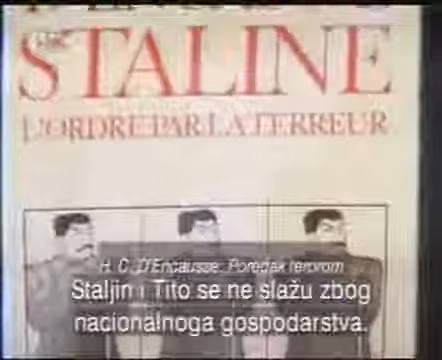 STALINE
L'ORDRE PAR LA TERREUR
H. C. D'Encausse: Poredak terorom
Staljin i Tito se ne slažu zbog
nacionalnoga gospodarstva.